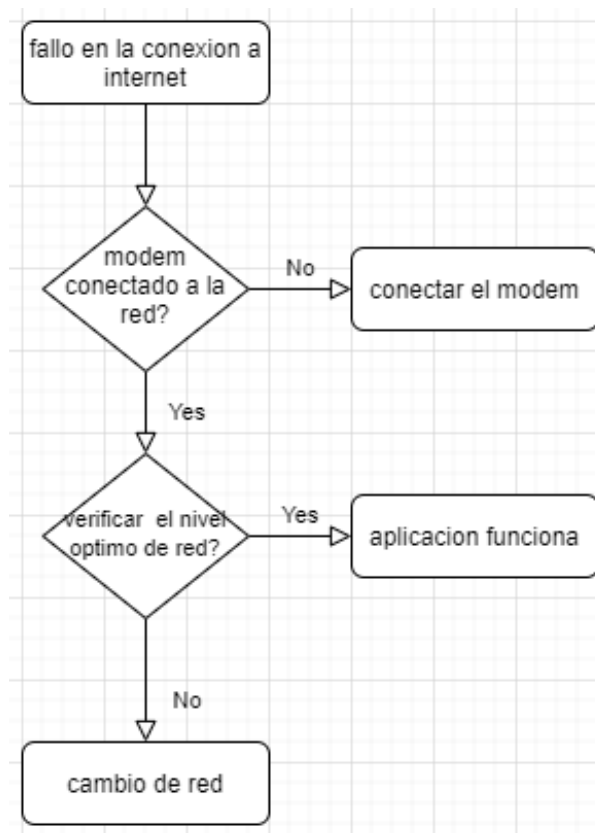 fallo en la conexion a
internet
modem
conectado a la
red?
No
conectar el modem
Yes
verificar el nivel
optimo de red?
Yes
aplicacion funciona
No
cambio de red